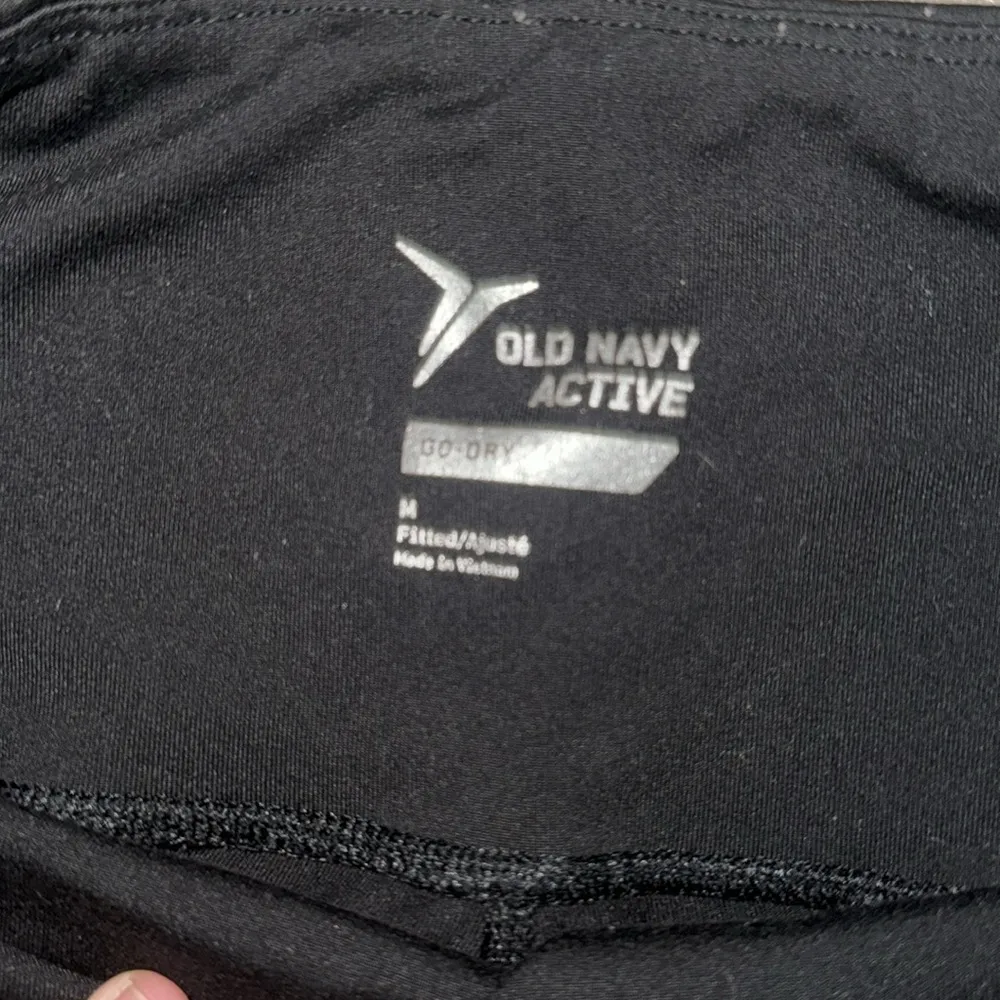 OLD NAVY
ACTIVE
GO-DRY
M
Fitted/Ajusté
Made in Vietnam